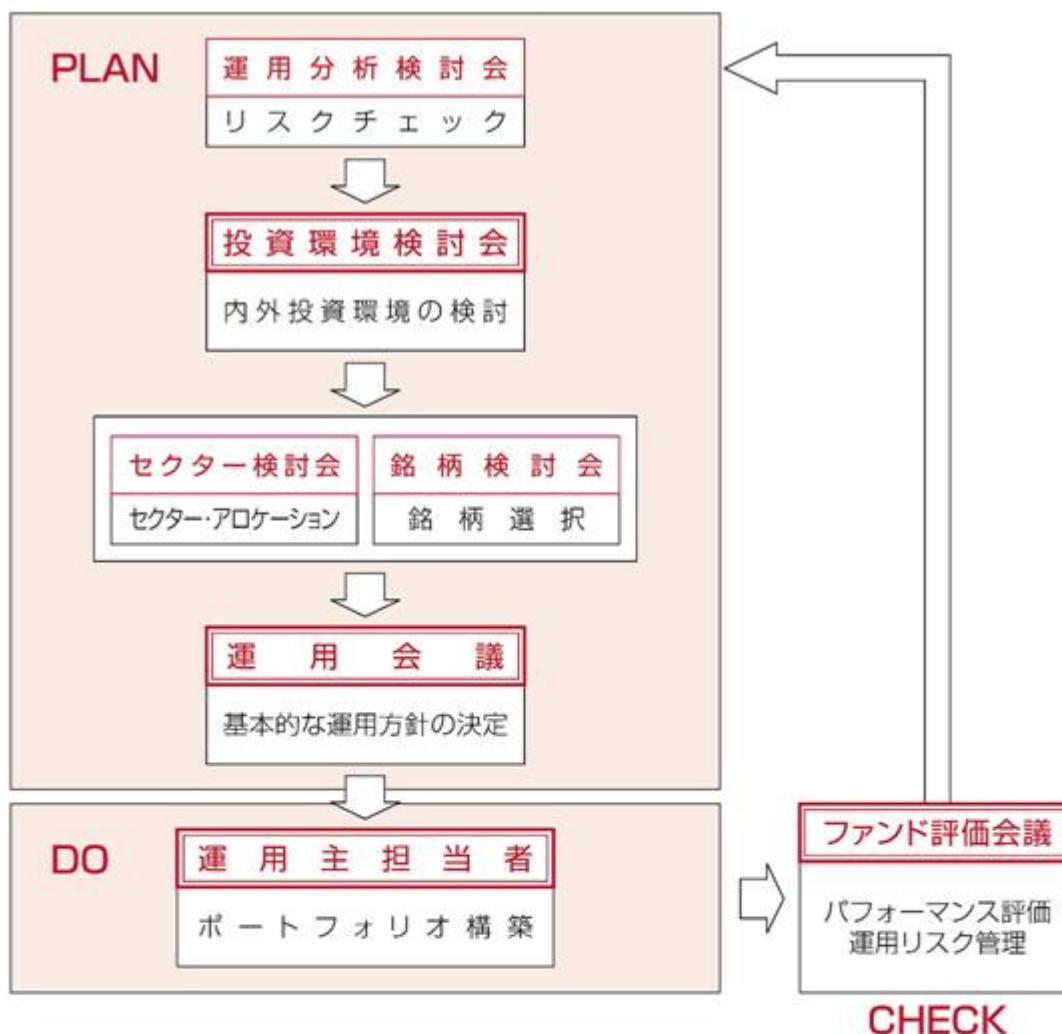 PLAN
運用分析検討会
リスクチェック
投資環境検討会
内外投資環境の検討
セクター検討会
セクター・アロケーション
銘柄検討会
銘柄選択
運用会議
基本的な運用方針の決定
DO
運用主担当者
ポートフォリオ構築
ファンド評価会議
パフォーマンス評価
運用リスク管理
CHECK